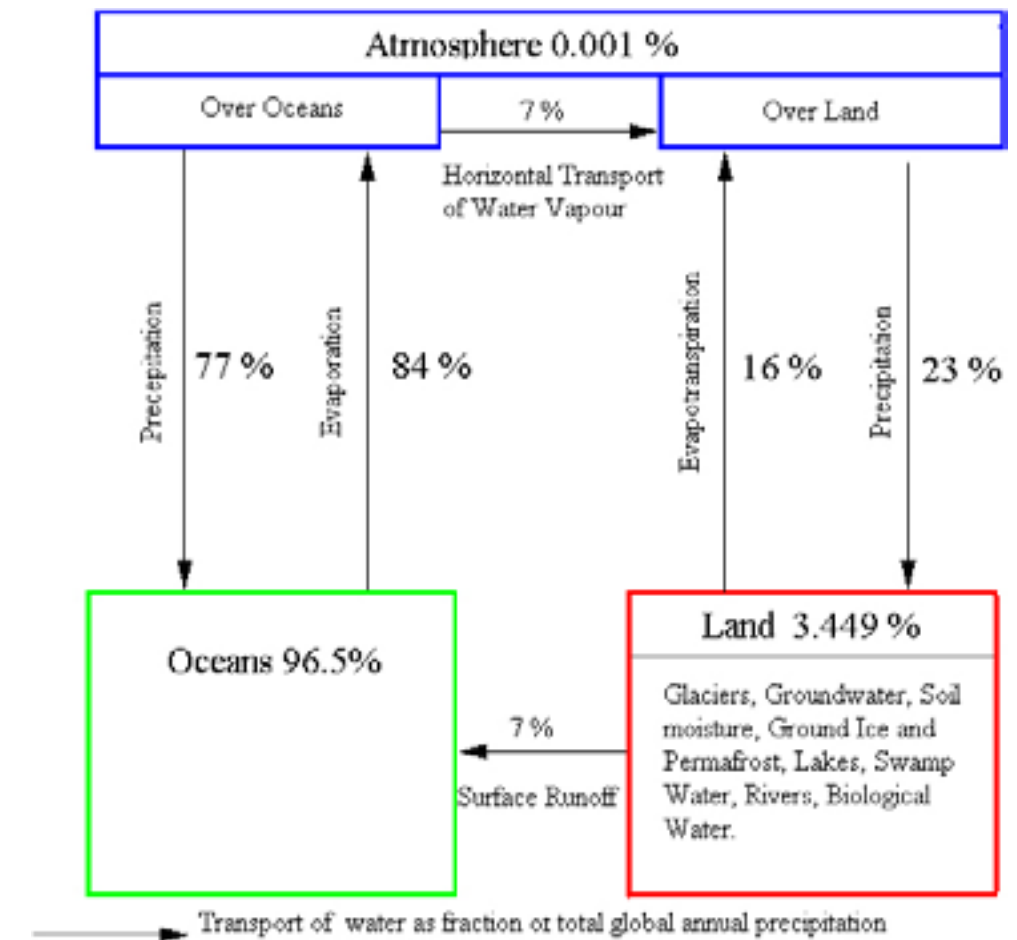 Atmosphere 0.001 %
Over Oceans
7 %
Over Land
Horizontal Transport
of Water Vapour
Precepitation
77 %
Evaporation
84 %
Evapotranspiration
16 %
Precipitation
23 %
Oceans 96.5%
Land 3.449 %
Glaciers, Groundwater, Soil
moisture, Ground Ice and
Permafrost, Lakes, Swamp
Water, Rivers, Biological
Water.
7 %
Surface Runoff
Transport of water as fraction of total global annual precipitation